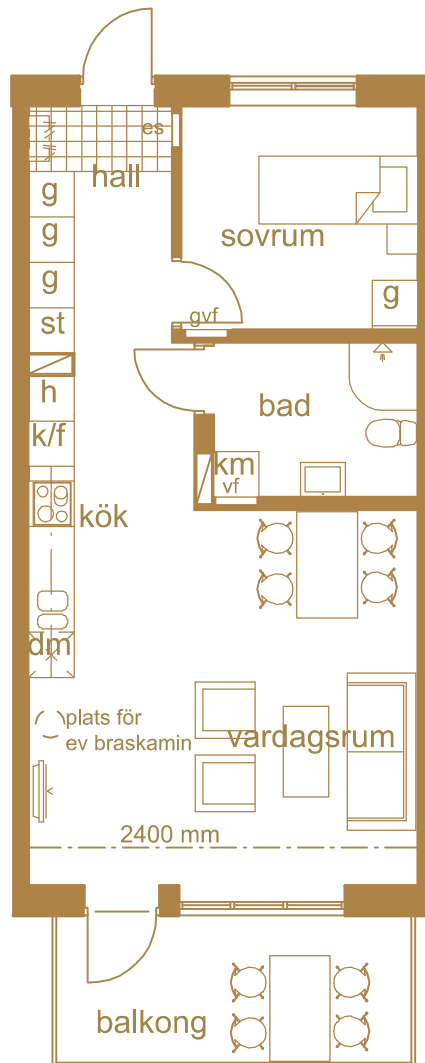 es
hall
g
g
sovrum
g
g
gvf
st
h
bad
k/f
km
vf
kök
dm
plats för
ev braskamin
vardagsrum
2400 mm
balkong